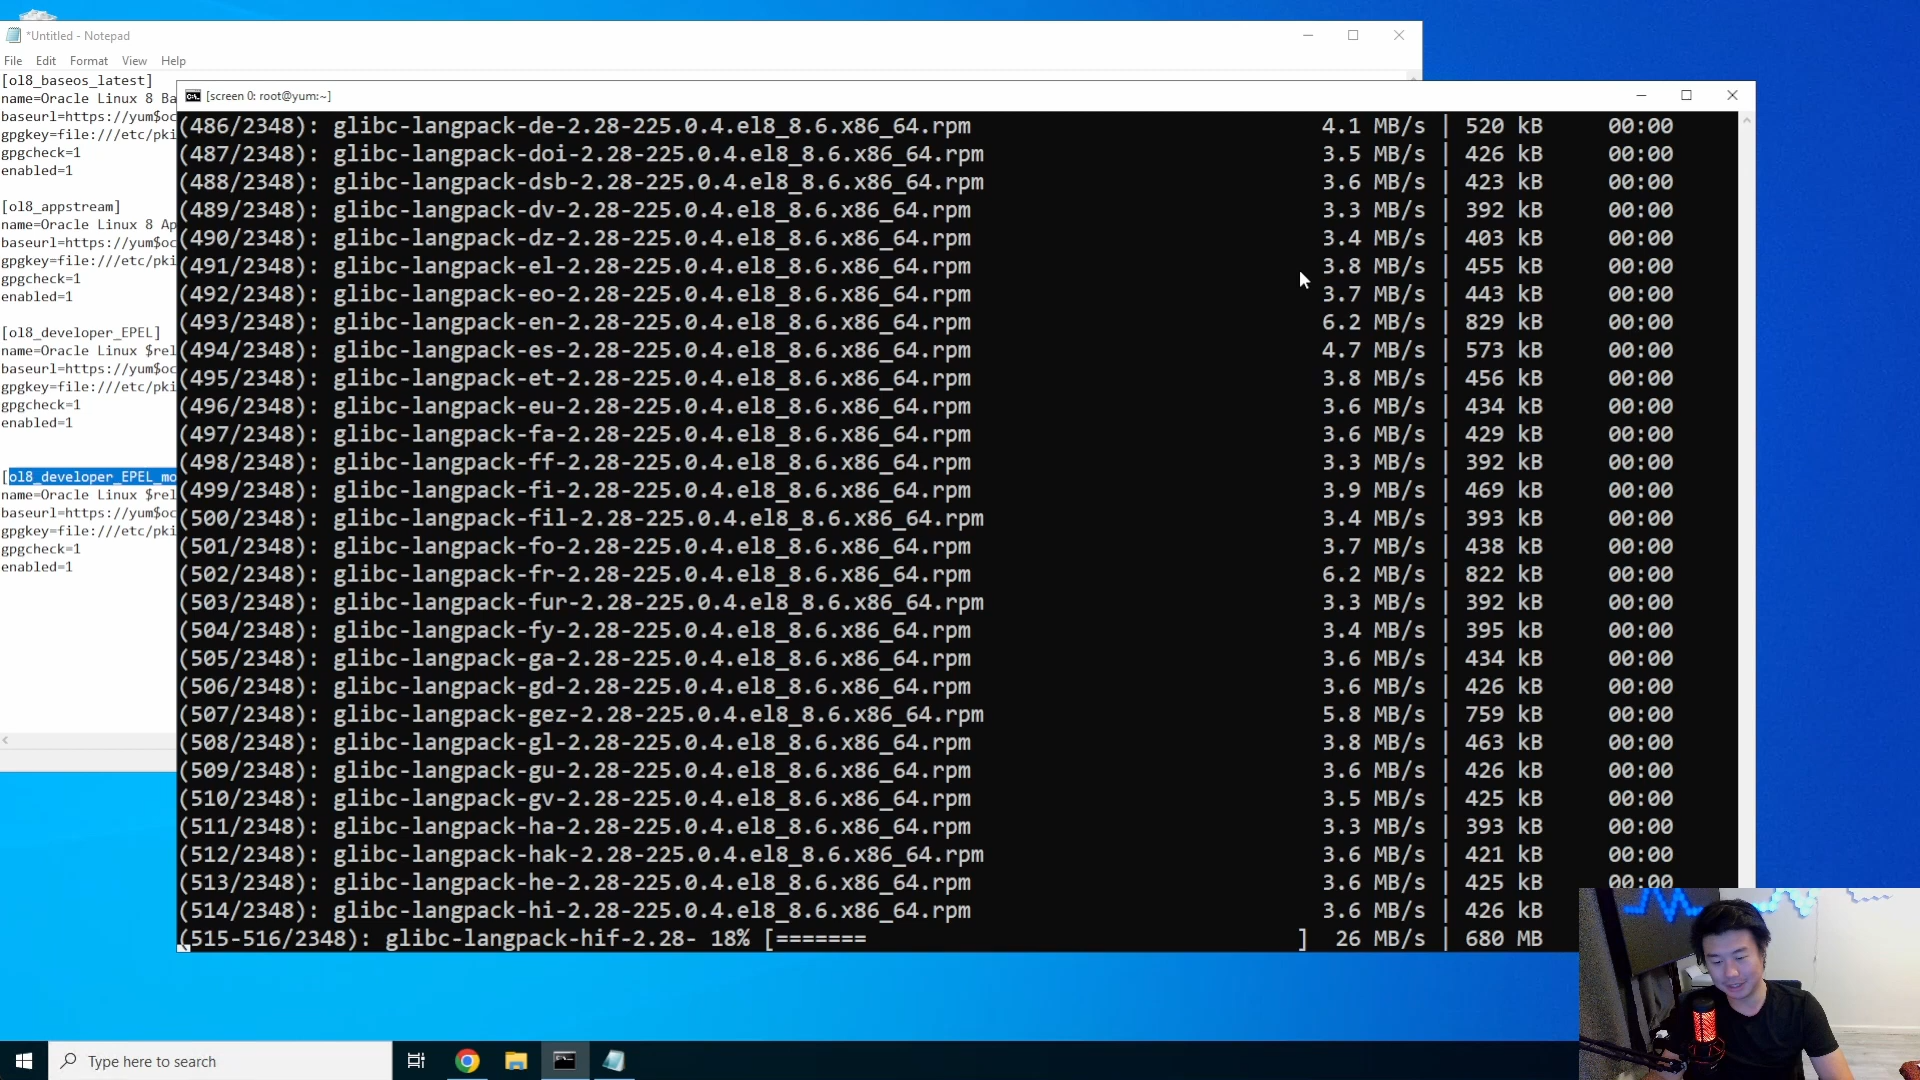 *Untitled - Notepad
File Edit Format View Help
[ol8_baseos_latest]
name=Oracle Linux 8 Ba
baseurl=https://yum$oc
gpgkey=file:///etc/pki
gpgcheck=1
enabled=1
[ol8_appstream]
name=Oracle Linux 8 Ap
baseurl=https://yum$oc
gpgkey=file:///etc/pki
gpgcheck=1
enabled=1
[ol8_developer_EPEL]
name=Oracle Linux $rel
baseurl=https://yum$oc
gpgkey=file:///etc/pki
gpgcheck=1
enabled=1
[ol8_developer_EPEL_mo
name=Oracle Linux $rel
baseurl=https://yum$oc
gpgkey=file:///etc/pki
gpgcheck=1
enabled=1
[screen 0: root@yum:~]
(486/2348): glibc-langpack-de-2.28-225.0.4.el8_8.6.x86_64.rpm 4.1 MB/s | 520 kB 00:00
(487/2348): glibc-langpack-doi-2.28-225.0.4.el8_8.6.x86_64.rpm 3.5 MB/s | 426 kB 00:00
(488/2348): glibc-langpack-dsb-2.28-225.0.4.el8_8.6.x86_64.rpm 3.6 MB/s | 423 kB 00:00
(489/2348): glibc-langpack-dv-2.28-225.0.4.el8_8.6.x86_64.rpm 3.3 MB/s | 392 kB 00:00
(490/2348): glibc-langpack-dz-2.28-225.0.4.el8_8.6.x86_64.rpm 3.4 MB/s | 403 kB 00:00
(491/2348): glibc-langpack-el-2.28-225.0.4.el8_8.6.x86_64.rpm 3.8 MB/s | 455 kB 00:00
(492/2348): glibc-langpack-eo-2.28-225.0.4.el8_8.6.x86_64.rpm 3.7 MB/s | 443 kB 00:00
(493/2348): glibc-langpack-en-2.28-225.0.4.el8_8.6.x86_64.rpm 6.2 MB/s | 829 kB 00:00
(494/2348): glibc-langpack-es-2.28-225.0.4.el8_8.6.x86_64.rpm 4.7 MB/s | 573 kB 00:00
(495/2348): glibc-langpack-et-2.28-225.0.4.el8_8.6.x86_64.rpm 3.8 MB/s | 456 kB 00:00
(496/2348): glibc-langpack-eu-2.28-225.0.4.el8_8.6.x86_64.rpm 3.6 MB/s | 434 kB 00:00
(497/2348): glibc-langpack-fa-2.28-225.0.4.el8_8.6.x86_64.rpm 3.6 MB/s | 429 kB 00:00
(498/2348): glibc-langpack-ff-2.28-225.0.4.el8_8.6.x86_64.rpm 3.3 MB/s | 392 kB 00:00
(499/2348): glibc-langpack-fi-2.28-225.0.4.el8_8.6.x86_64.rpm 3.9 MB/s | 469 kB 00:00
(500/2348): glibc-langpack-fil-2.28-225.0.4.el8_8.6.x86_64.rpm 3.4 MB/s | 393 kB 00:00
(501/2348): glibc-langpack-fo-2.28-225.0.4.el8_8.6.x86_64.rpm 3.7 MB/s | 438 kB 00:00
(502/2348): glibc-langpack-fr-2.28-225.0.4.el8_8.6.x86_64.rpm 6.2 MB/s | 822 kB 00:00
(503/2348): glibc-langpack-fur-2.28-225.0.4.el8_8.6.x86_64.rpm 3.3 MB/s | 392 kB 00:00
(504/2348): glibc-langpack-fy-2.28-225.0.4.el8_8.6.x86_64.rpm 3.4 MB/s | 395 kB 00:00
(505/2348): glibc-langpack-ga-2.28-225.0.4.el8_8.6.x86_64.rpm 3.6 MB/s | 434 kB 00:00
(506/2348): glibc-langpack-gd-2.28-225.0.4.el8_8.6.x86_64.rpm 3.6 MB/s | 426 kB 00:00
(507/2348): glibc-langpack-gez-2.28-225.0.4.el8_8.6.x86_64.rpm 5.8 MB/s | 759 kB 00:00
(508/2348): glibc-langpack-gl-2.28-225.0.4.el8_8.6.x86_64.rpm 3.8 MB/s | 463 kB 00:00
(509/2348): glibc-langpack-gu-2.28-225.0.4.el8_8.6.x86_64.rpm 3.6 MB/s | 426 kB 00:00
(510/2348): glibc-langpack-gv-2.28-225.0.4.el8_8.6.x86_64.rpm 3.5 MB/s | 425 kB 00:00
(511/2348): glibc-langpack-ha-2.28-225.0.4.el8_8.6.x86_64.rpm 3.3 MB/s | 393 kB 00:00
(512/2348): glibc-langpack-hak-2.28-225.0.4.el8_8.6.x86_64.rpm 3.6 MB/s | 421 kB 00:00
(513/2348): glibc-langpack-he-2.28-225.0.4.el8_8.6.x86_64.rpm 3.6 MB/s | 425 kB 00:00
(514/2348): glibc-langpack-hi-2.28-225.0.4.el8_8.6.x86_64.rpm 3.6 MB/s | 426 kB
(515-516/2348): glibc-langpack-hif-2.28- 18% [======= ] 26 MB/s | 680 MB
Type here to search